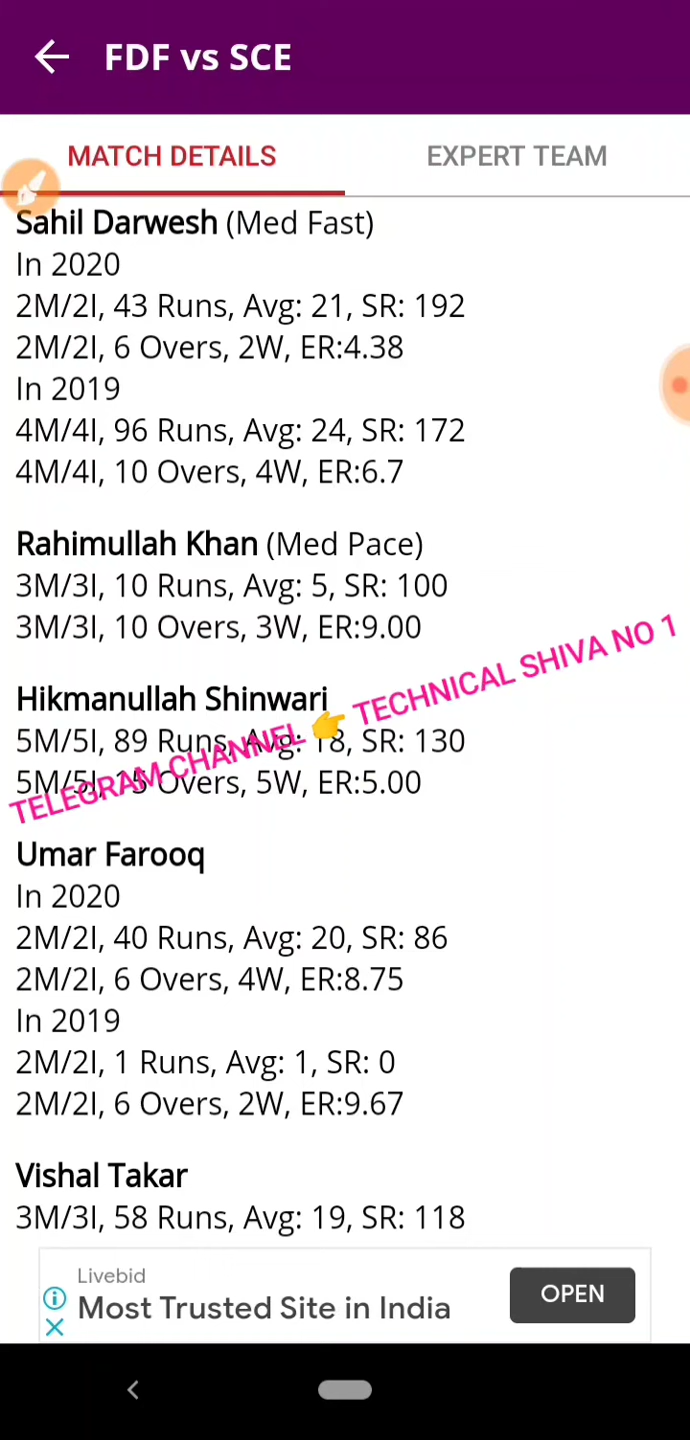 FDF vs SCE
MATCH DETAILS
EXPERT TEAM
Sahil Darwesh (Med Fast)
In 2020
2M/2I, 43 Runs, Avg: 21, SR: 192
2M/2I, 6 Overs, 2W, ER:4.38
In 2019
4M/4I, 96 Runs, Avg: 24, SR: 172
4M/4I, 10 Overs, 4W, ER:6.7
Rahimullah Khan (Med Pace)
3M/3I, 10 Runs, Avg: 5, SR: 100
3M/3I, 10 Overs, 3W, ER:9.00
Hikmanullah Shinwari
5M/5I, 89 Runs, Avg: 18, SR: 130
5M/5I, 15 Overs, 5W, ER:5.00
TELEGRAM CHANNEL 👉 TECHNICAL SHIVA NO 1
Umar Farooq
In 2020
2M/2I, 40 Runs, Avg: 20, SR: 86
2M/2I, 6 Overs, 4W, ER:8.75
In 2019
2M/2I, 1 Runs, Avg: 1, SR: 0
2M/2I, 6 Overs, 2W, ER:9.67
Vishal Takar
3M/3I, 58 Runs, Avg: 19, SR: 118
Livebid
Most Trusted Site in India
OPEN